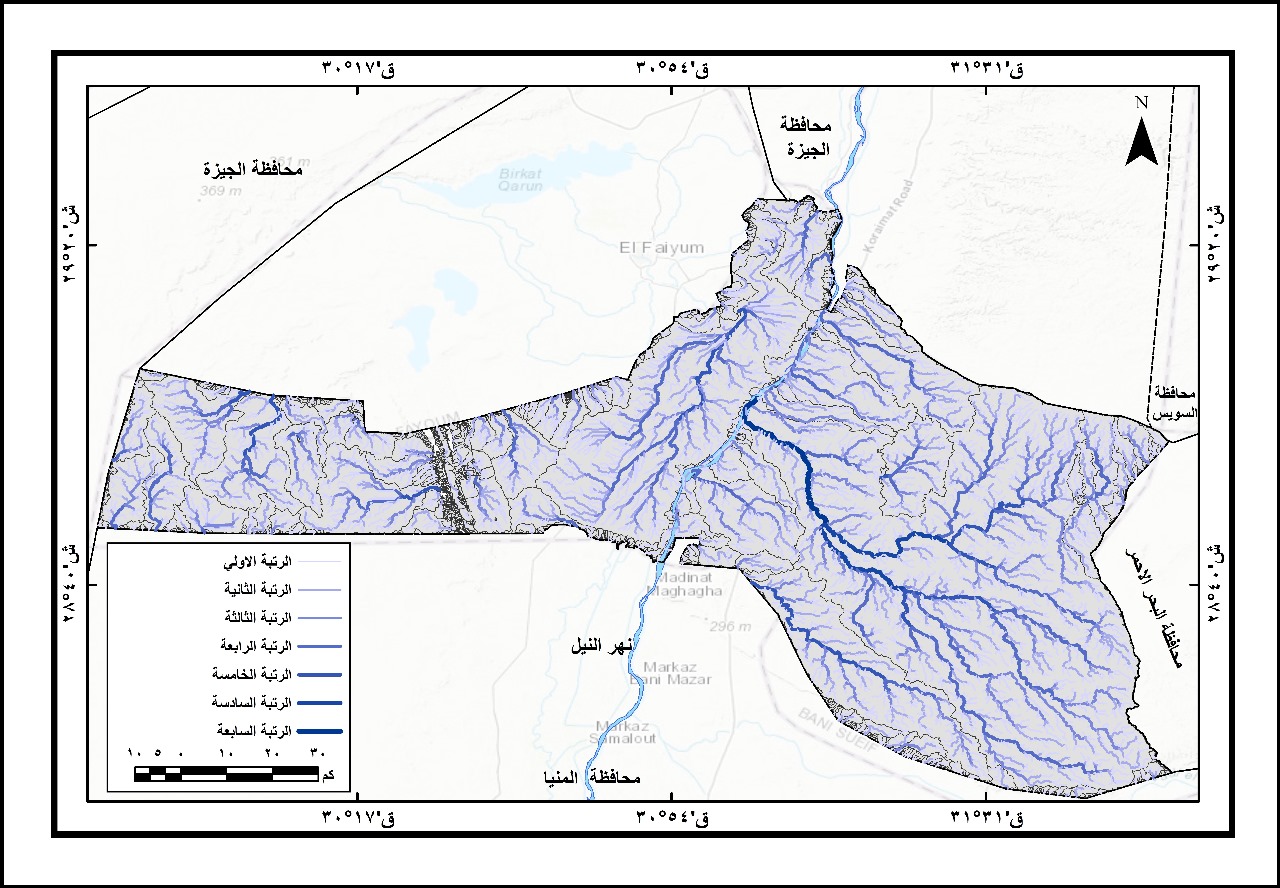 ٣٠°١٧'ق
٣٠°٥٤'ق
٣١°٣١'ق
N
محافظة
الجيزة
محافظة الجيزة
369 m
Birkat
Qarun
Koraimat Road
El Faiyum
٢٩°٢٠'ش
٢٩°٢٠'ش
محافظة
السويس
FAIYUM
٢٨°٤٠'ش
٢٨°٤٠'ش
محافظة البحر الاحمر
الرتبة الاولي
الرتبة الثانية
الرتبة الثالثة
الرتبة الرابعة
الرتبة الخامسة
الرتبة السادسة
الرتبة السابعة
١٠ ٥ ٠ ١٠ ٢٠ ٣٠
كم
Madinat
Maghagha
296 m
نهر النيل
Markaz
Bani Mazar
BANI SUEIF
Markaz
Samalout
محافظة المنيا
٣٠°١٧'ق
٣٠°٥٤'ق
٣١°٣١'ق